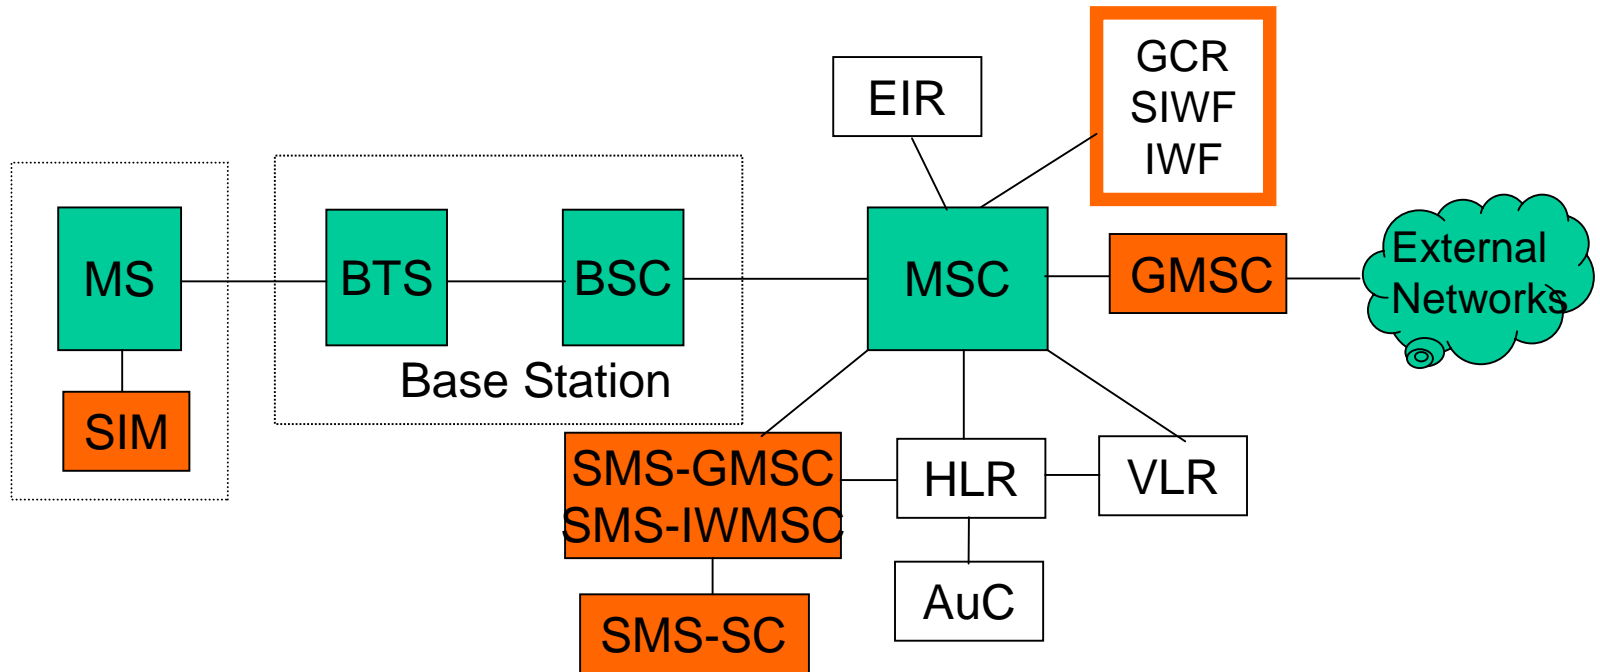 GCR
SIWF
IWF
EIR
MS
BTS
BSC
MSC
GMSC
External
Networks
Base Station
SIM
SMS-GMSC
SMS-IWMSC
HLR
VLR
AuC
SMS-SC